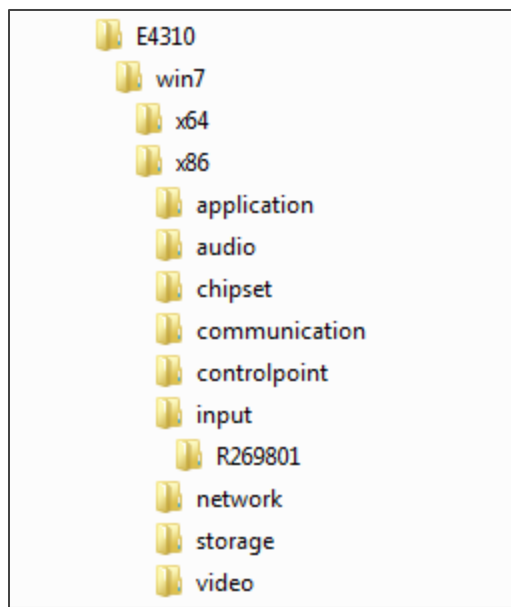 E4310
win7
x64
x86
application
audio
chipset
communication
controlpoint
input
R269801
network
storage
video